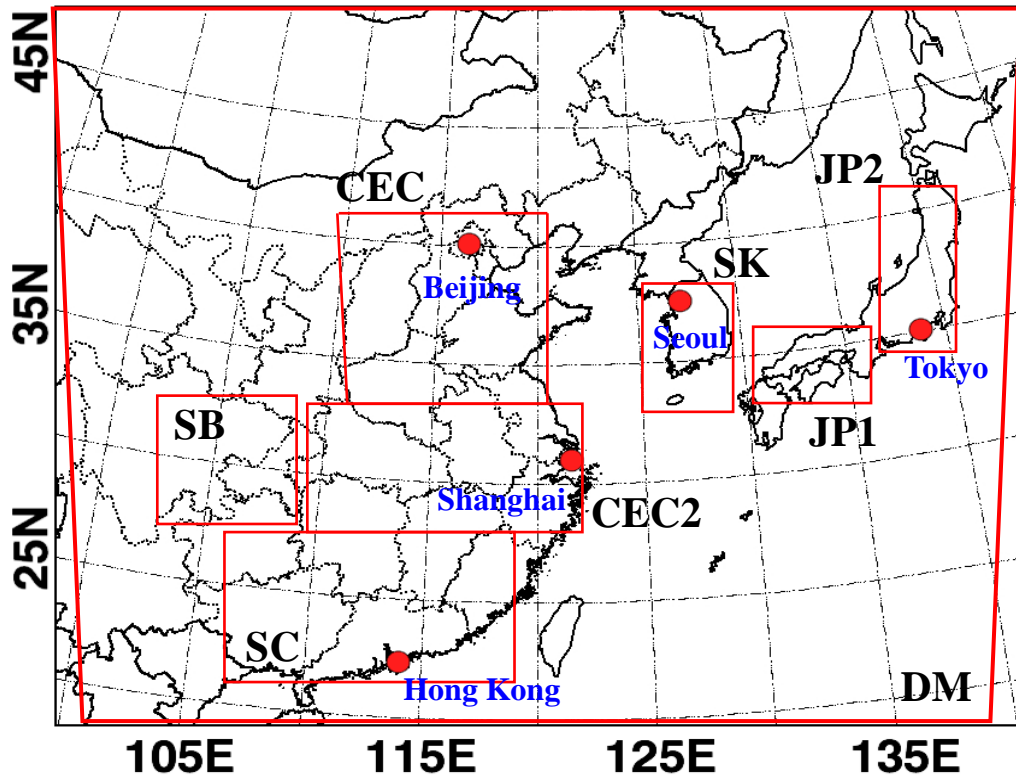 45N
JP2
CEC
SK
Beijing
35N
Seoul
Tokyo
SB
JP1
Shanghai
CEC2
25N
SC
Hong Kong
DM
105E
115E
125E
135E